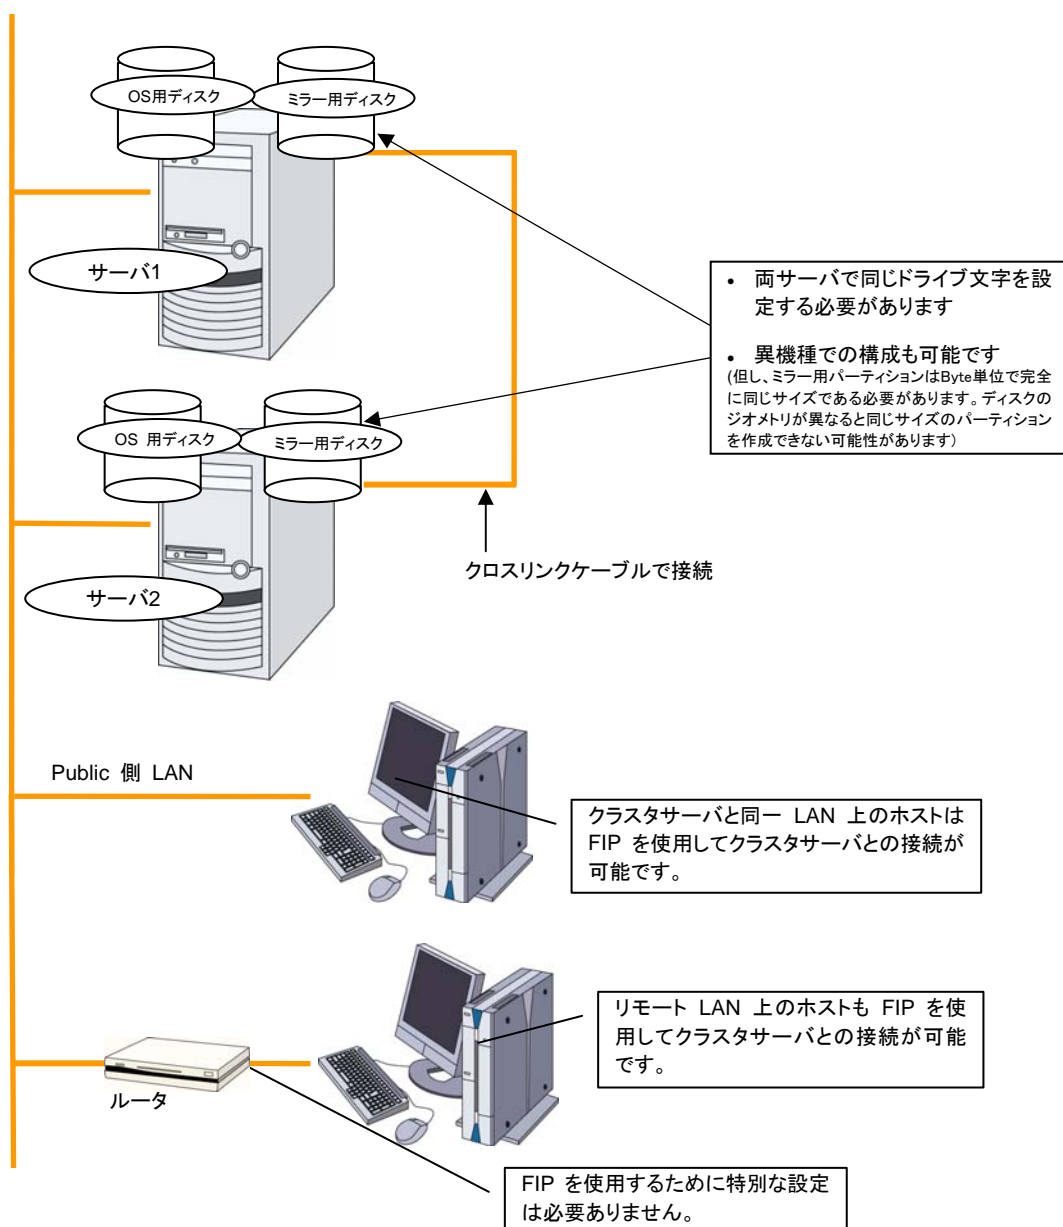 OS用ディスク
ミラー用ディスク
サーバ1
• 両サーバで同じドライブ文字を設
定する必要があります
• 異機種での構成も可能です
(但し、ミラー用パーティションはByte単位で完全
に同じサイズである必要があります。ディスクの
ジオメトリが異なると同じサイズのパーティション
を作成できない可能性があります)
OS 用ディスク
ミラー用ディスク
クロスリンクケーブルで接続
サーバ2
Public 側 LAN
クラスタサーバと同一 LAN 上のホストは
FIP を使用してクラスタサーバとの接続が
可能です。
リモート LAN 上のホストも FIP を使
用してクラスタサーバとの接続が可能
です。
ルータ
FIP を使用するために特別な設定
は必要ありません。